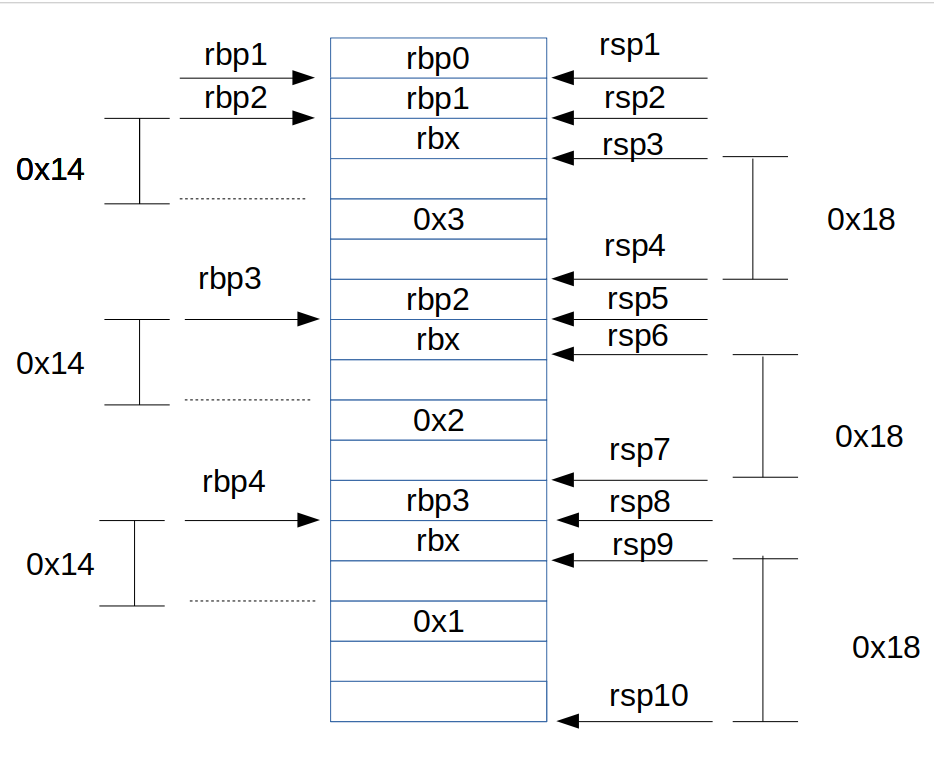 rbp1 rbp0 rsp1
rbp2 rbp1 rsp2
0x14 rbx rsp3
0x3 0x18
rsp4
rbp3 rbp2 rsp5
0x14 rbx rsp6
0x2 0x18
rsp7
rbp4 rbp3 rsp8
0x14 rbx rsp9
0x1 0x18
rsp10